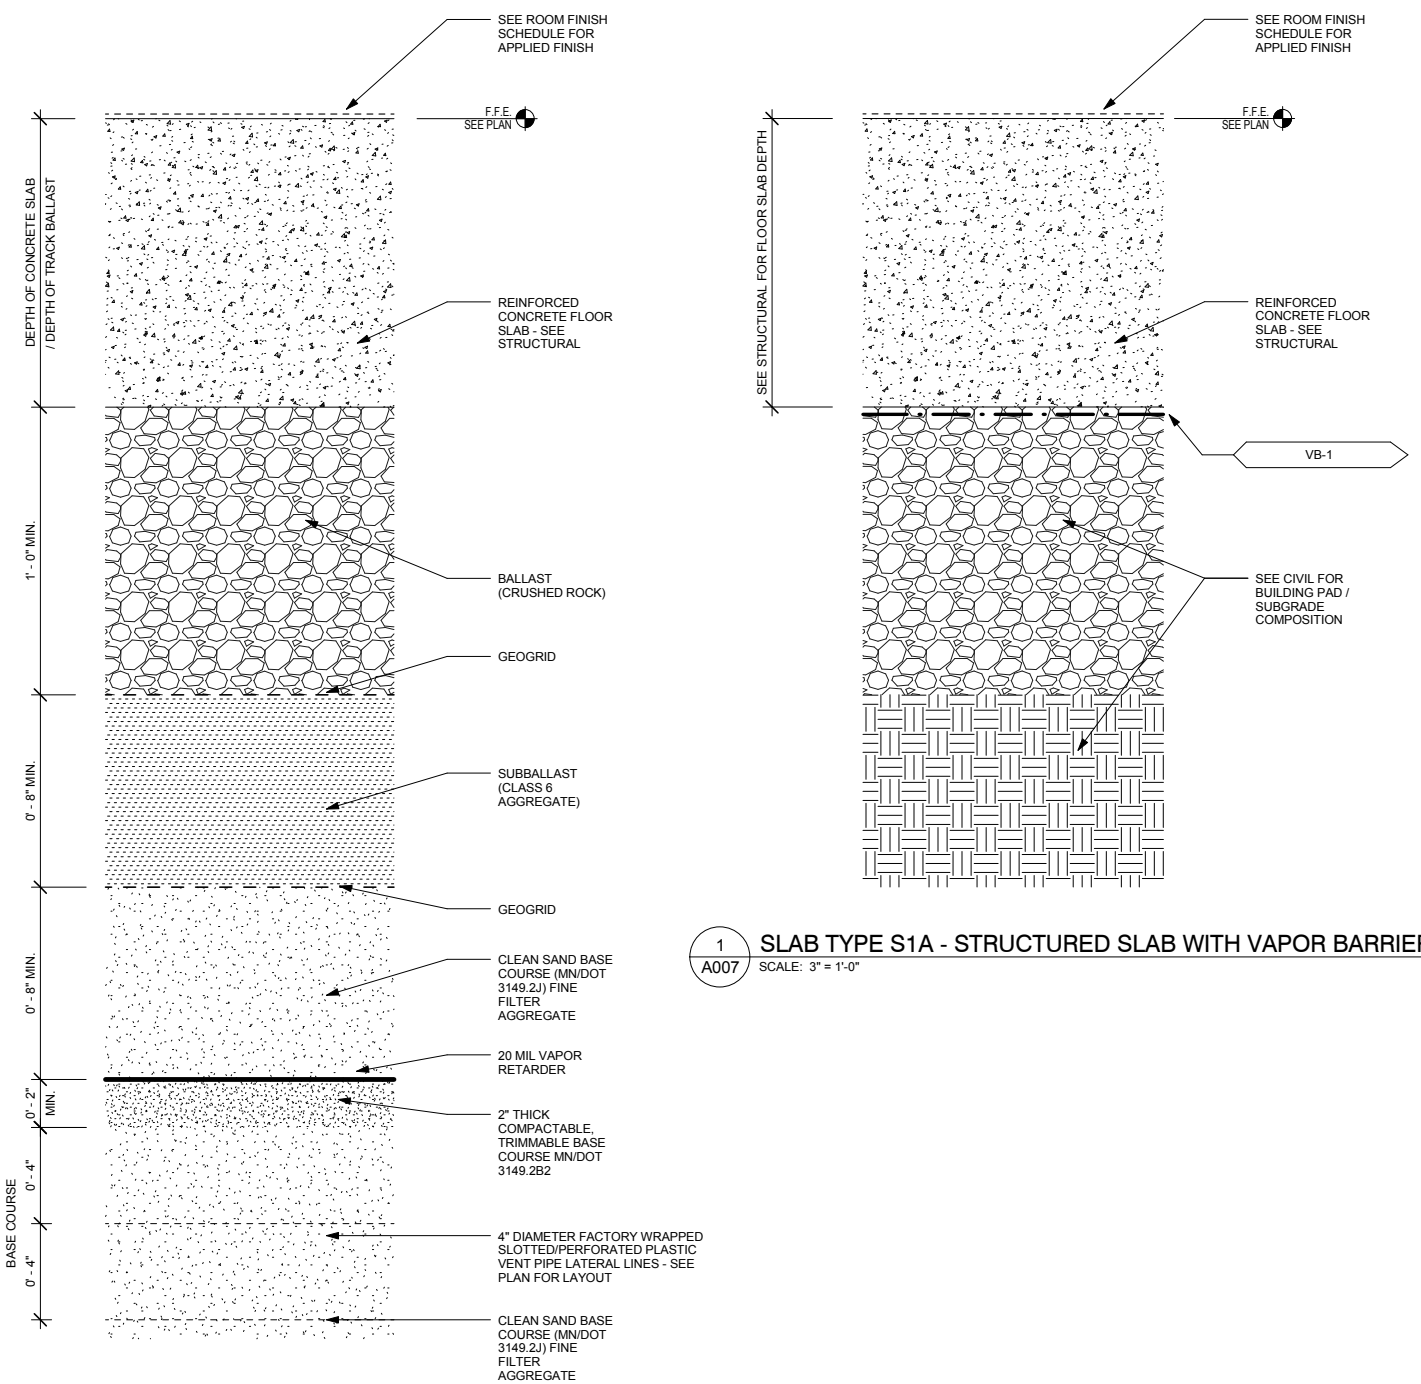 SEE ROOM FINISH
SCHEDULE FOR
APPLIED FINISH
F.F.E.
SEE PLAN
DEPTH OF CONCRETE SLAB
/ DEPTH OF TRACK BALLAST
REINFORCED
CONCRETE FLOOR
SLAB - SEE
STRUCTURAL
1' - 0" MIN.
BALLAST
(CRUSHED ROCK)
GEOGRID
0' - 8" MIN.
SUBBALLAST
(CLASS 6
AGGREGATE)
GEOGRID
0' - 8" MIN.
CLEAN SAND BASE
COURSE (MN/DOT
3149.2J) FINE
FILTER
AGGREGATE
20 MIL VAPOR
RETARDER
0' - 2"
MIN.
2" THICK
COMPACTABLE,
TRIMMABLE BASE
COURSE MN/DOT
3149.2B2
BASE COURSE
0' - 4"
0' - 4"
4" DIAMETER FACTORY WRAPPED
SLOTTED/PERFORATED PLASTIC
VENT PIPE LATERAL LINES - SEE
PLAN FOR LAYOUT
CLEAN SAND BASE
COURSE (MN/DOT
3149.2J) FINE
FILTER
AGGREGATE
SEE ROOM FINISH
SCHEDULE FOR
APPLIED FINISH
F.F.E.
SEE PLAN
SEE STRUCTURAL FOR FLOOR SLAB DEPTH
REINFORCED
CONCRETE FLOOR
SLAB - SEE
STRUCTURAL
VB-1
SEE CIVIL FOR
BUILDING PAD /
SUBGRADE
COMPOSITION
1
A007
SLAB TYPE S1A - STRUCTURED SLAB WITH VAPOR BARRIER
SCALE: 3" = 1'-0"